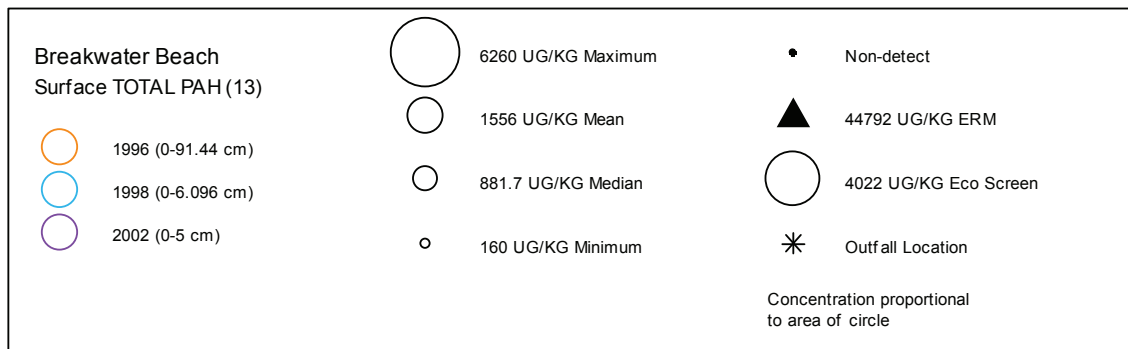 Breakwater Beach
Surface TOTAL PAH (13)
1996 (0-91.44 cm)
1998 (0-6.096 cm)
2002 (0-5 cm)
6260 UG/KG Maximum
1556 UG/KG Mean
881.7 UG/KG Median
160 UG/KG Minimum
Non-detect
44792 UG/KG ERM
4022 UG/KG Eco Screen
Outfall Location
Concentration proportional
to area of circle